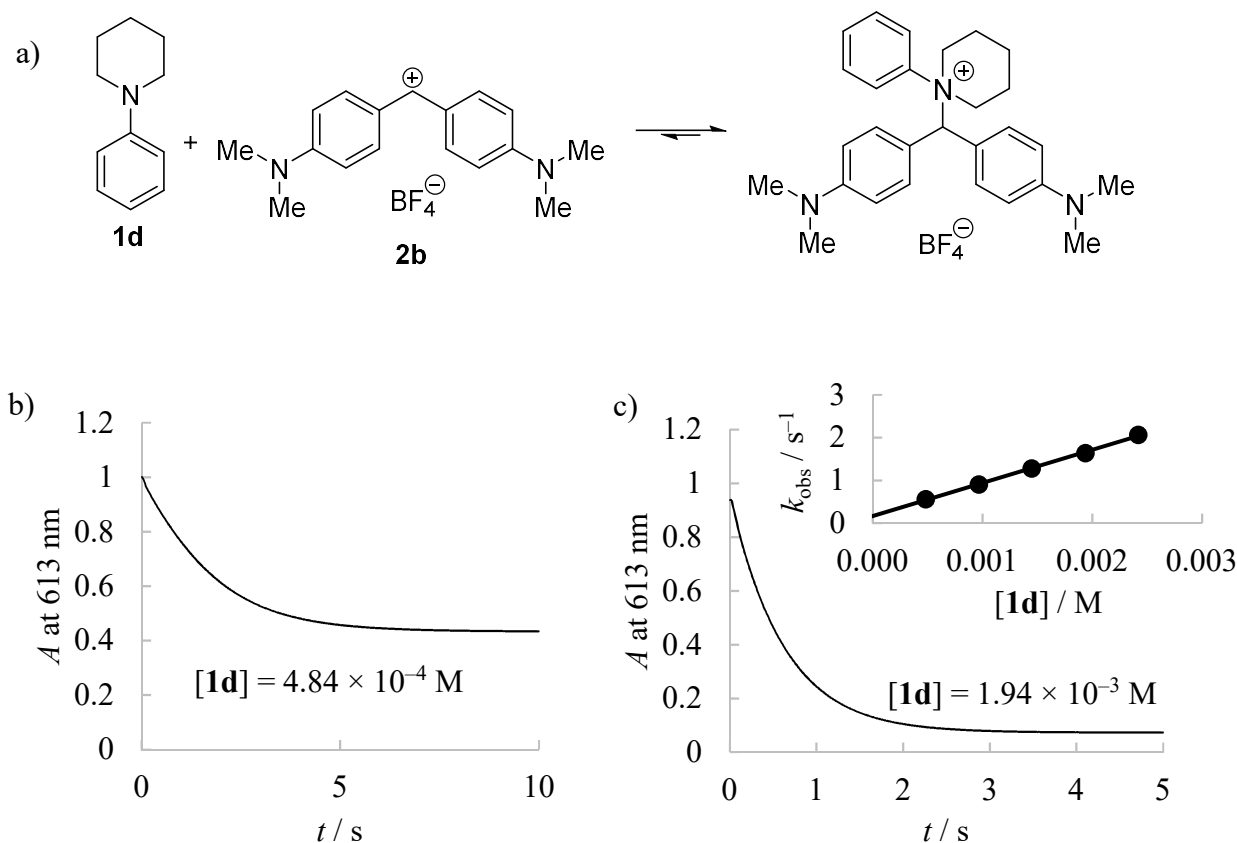 a)
N
1d
+
⊕
Me
N
Me
BF4⊖
2b
Me
N
Me
N⊕
Me
N
Me
BF4⊖
Me
N
Me
b)
A at 613 nm
1.2
1
0.8
0.6
0.4
0.2
0
0 5 10
t / s
[1d] = 4.84 × 10–4 M
c)
A at 613 nm
1.2
1
0.8
0.6
0.4
0.2
0
0 1 2 3 4 5
t / s
[1d] = 1.94 × 10–3 M
kobs / s–1
3
2
1
0
0.000 0.001 0.002 0.003
[1d] / M